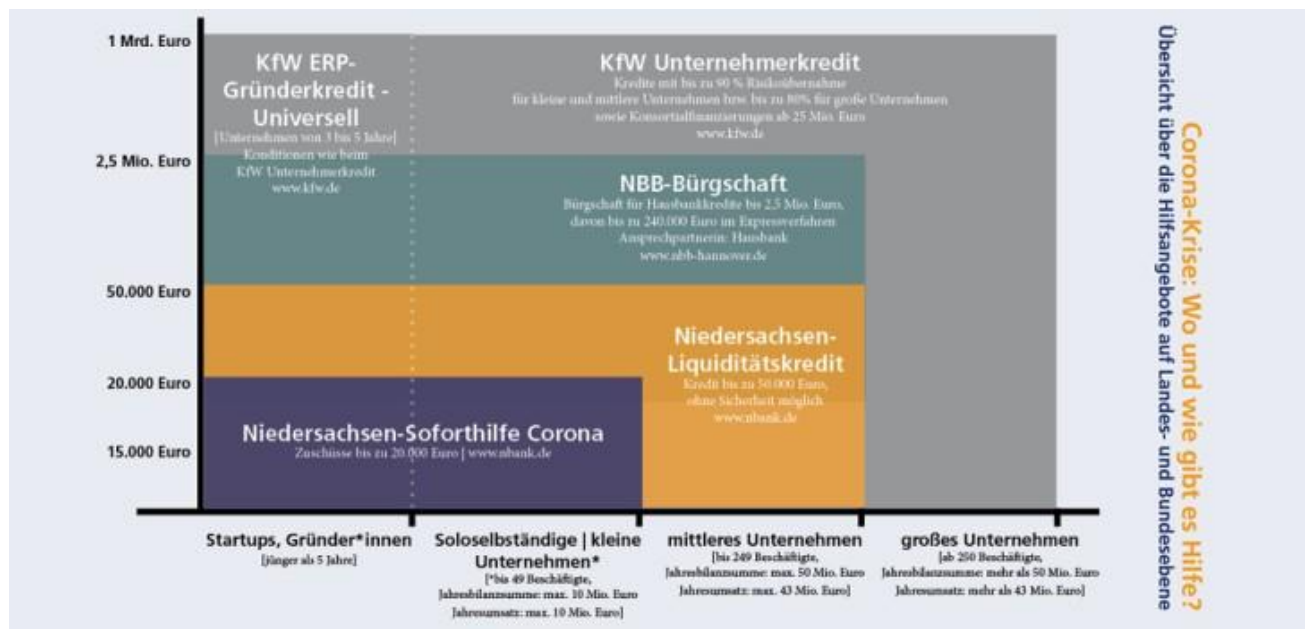 Corona-Krise: Wo und wie gibt es Hilfe?
Übersicht über die Hilfsangebote auf Landes- und Bundesebene
1 Mrd. Euro
2,5 Mio. Euro
50.000 Euro
20.000 Euro
15.000 Euro
KfW ERP-
Gründerkredit -
Universell
[Unternehmen von 3 bis 5 Jahre]
Konditionen wie beim
KfW Unternehmerkredit
www.kfw.de
KfW Unternehmerkredit
Kredite mit bis zu 90 % Risikoübernahme
für kleine und mittlere Unternehmen bzw. bis zu 80% für große Unternehmen
sowie Konsortialfinanzierungen ab 25 Mio. Euro
www.kfw.de
NBB-Bürgschaft
Bürgschaft für Hausbankkredite bis 2,5 Mio. Euro,
davon bis zu 240.000 Euro im Expressverfahren
Ansprechpartnerin: Hausbank
www.nbb-hannover.de
Niedersachsen-
Liquiditätskredit
Kredit bis zu 50.000 Euro,
ohne Sicherheit möglich
www.nbank.de
Niedersachsen-Soforthilfe Corona
Zuschüsse bis zu 20.000 Euro | www.nbank.de
Startups, Gründer*innen
[jünger als 5 Jahre]
Soloselbständige | kleine
Unternehmen*
[*bis 49 Beschäftigte,
Jahresbilanzsumme: max. 10 Mio. Euro
Jahresumsatz: max. 10 Mio. Euro]
mittleres Unternehmen
[bis 249 Beschäftigte,
Jahresbilanzsumme: max. 50 Mio. Euro
Jahresumsatz: max. 43 Mio. Euro]
großes Unternehmen
[ab 250 Beschäftigte,
Jahresbilanzsumme: mehr als 50 Mio. Euro
Jahresumsatz: mehr als 43 Mio. Euro]